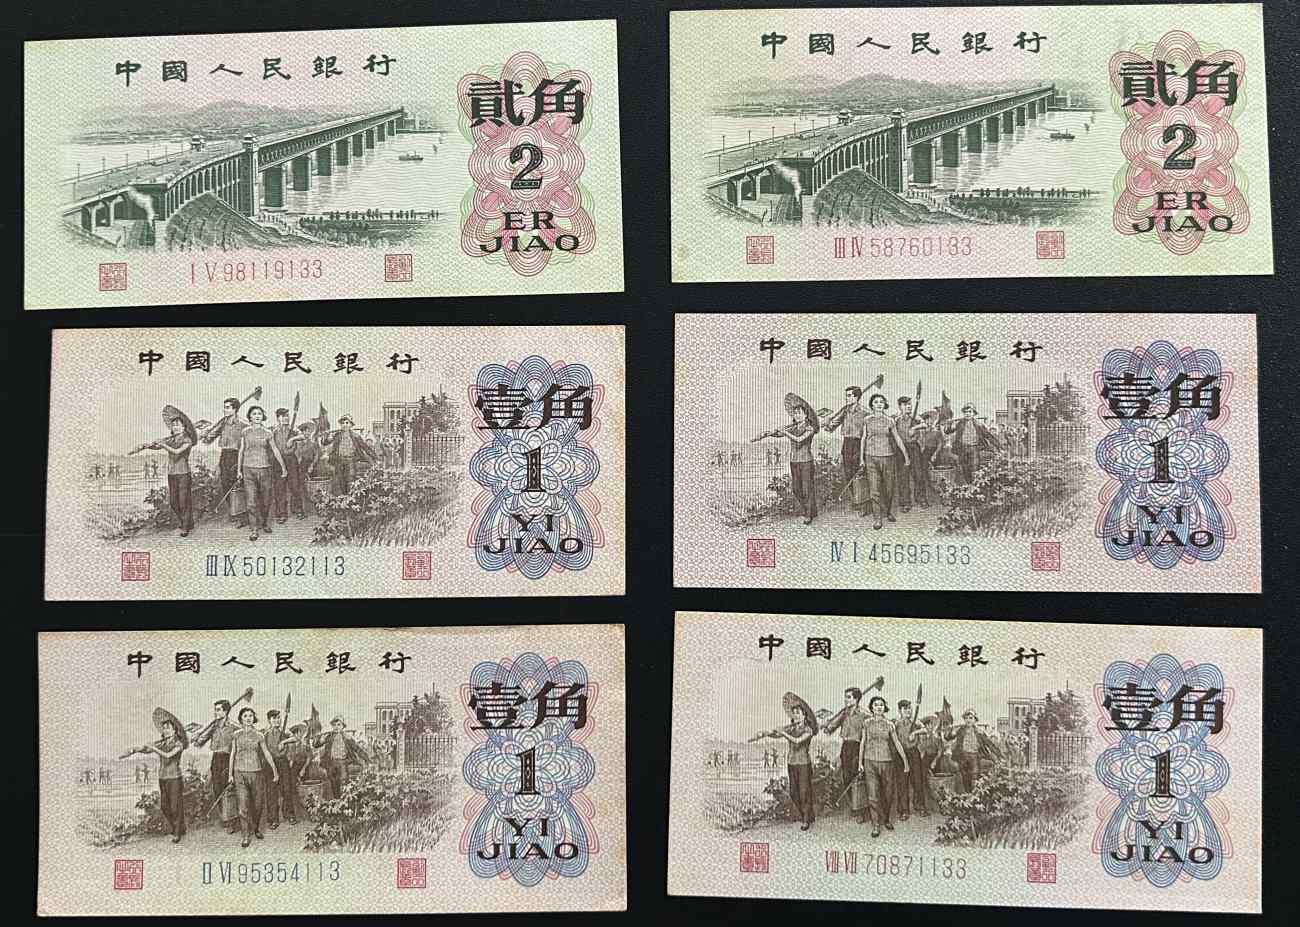 中國人民銀行
貳角
2
ER
JIAO
I V 98119133
中國人民銀行
貳角
2
ER
JIAO
III IV 58760133
中國人民銀行
壹角
1
YI
JIAO
III IX 50132113
中國人民銀行
壹角
1
YI
JIAO
IV I 45695133
中國人民銀行
壹角
1
YI
JIAO
II VI 95354113
中國人民銀行
壹角
1
YI
JIAO
VIII VII 70871133